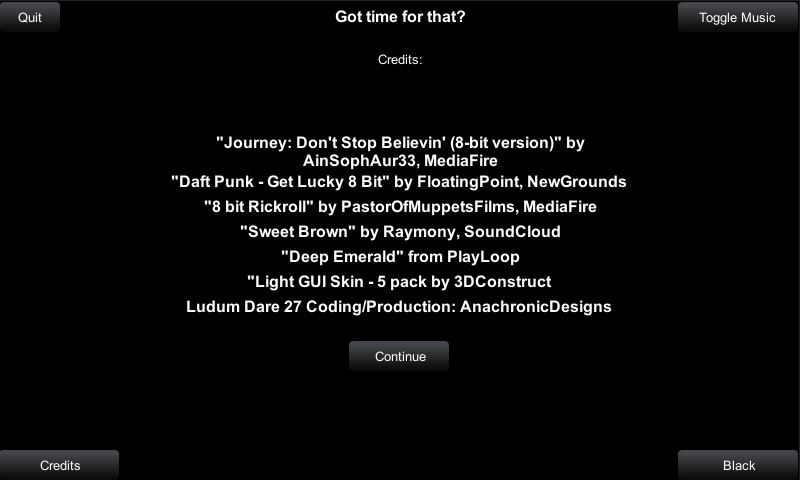 Quit
Got time for that?
Toggle Music
Credits:
"Journey: Don't Stop Believin' (8-bit version)" by
AinSophAur33, MediaFire
"Daft Punk - Get Lucky 8 Bit" by FloatingPoint, NewGrounds
"8 bit Rickroll" by PastorOfMuppetsFilms, MediaFire
"Sweet Brown" by Raymony, SoundCloud
"Deep Emerald" from PlayLoop
"Light GUI Skin - 5 pack by 3DConstruct
Ludum Dare 27 Coding/Production: AnachronicDesigns
Continue
Credits
Black